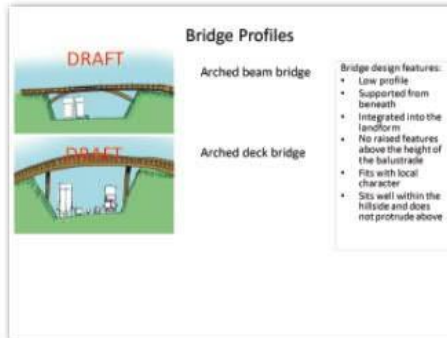 Bridge Profiles
DRAFT
Arched beam bridge
DRAFT
Arched deck bridge
Bridge design features:
• Low profile
• Supported from
beneath
• Integrated into the
landform
• No raised features
above the height of
the balustrade
• Fits with local
character
• Sits well within the
hillside and does
not protrude above